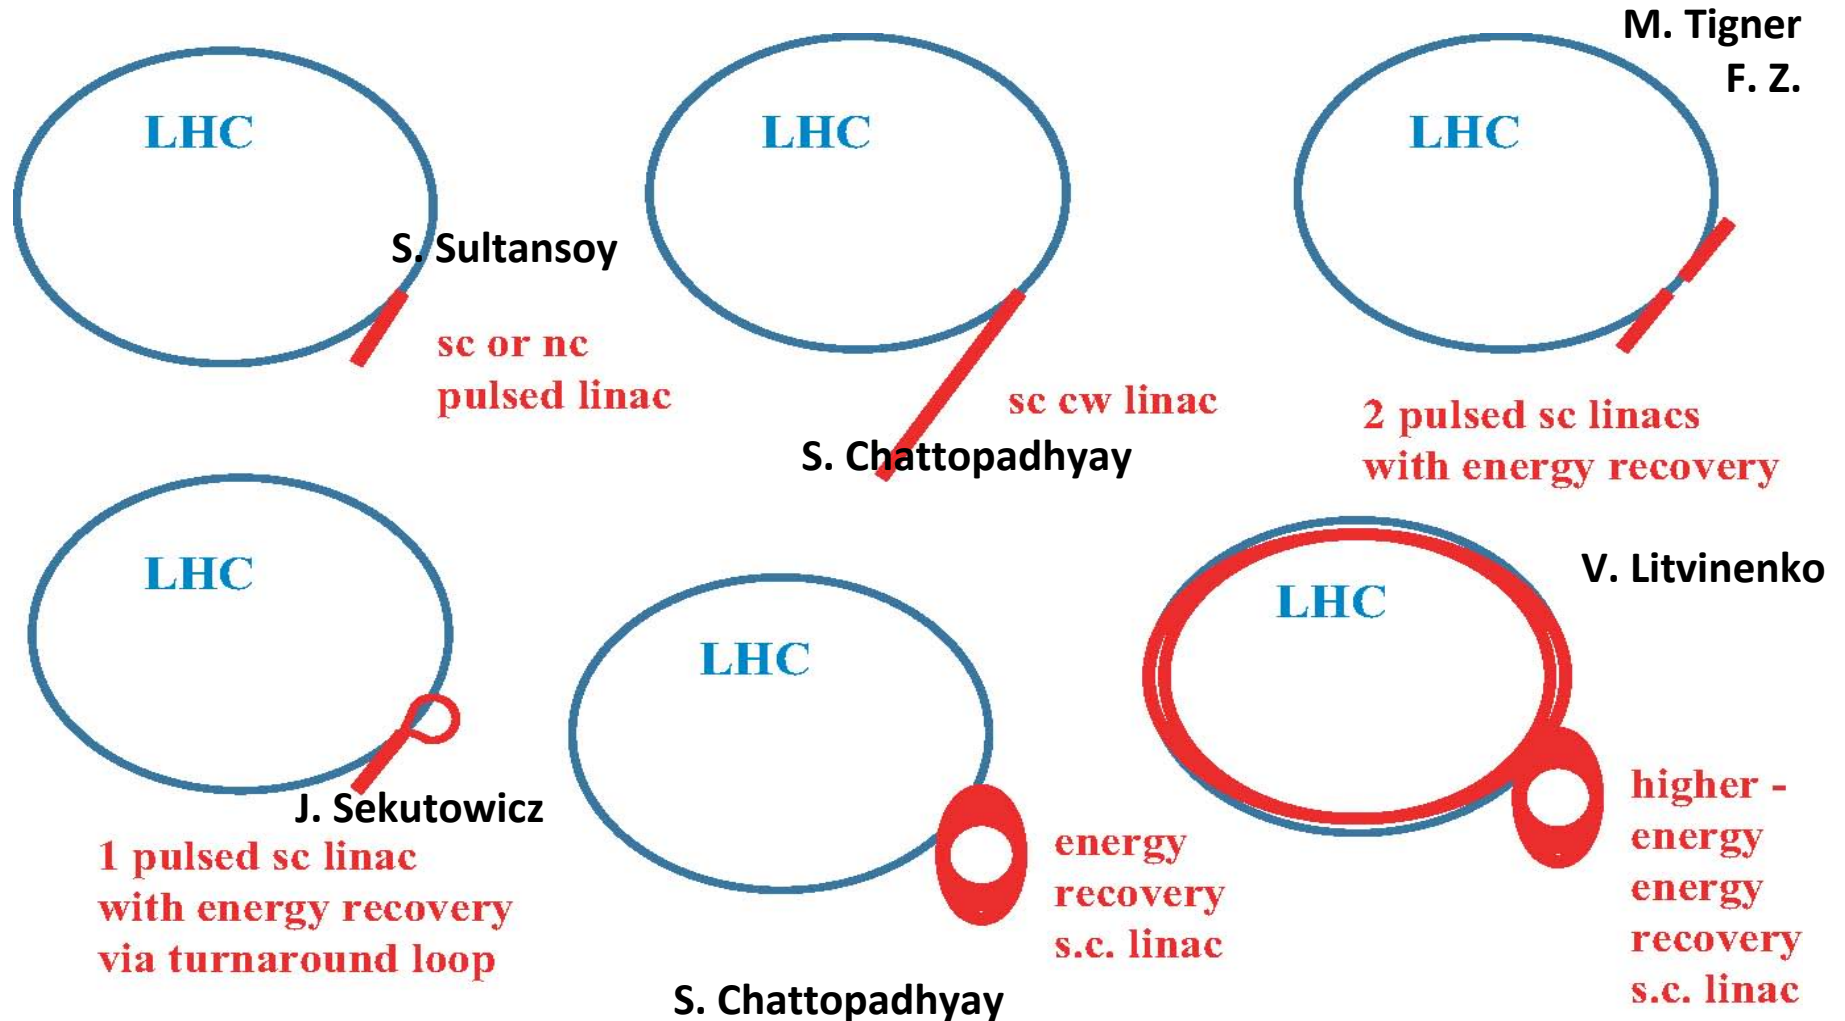 M. Tigner
F. Z.
LHC
LHC
LHC
S. Sultansoy
sc or nc
pulsed linac
sc cw linac
S. Chattopadhyay
2 pulsed sc linacs
with energy recovery
LHC
J. Sekutowicz
1 pulsed sc linac
with energy recovery
via turnaround loop
LHC
energy
recovery
s.c. linac
S. Chattopadhyay
V. Litvinenko
LHC
higher -
energy
energy
recovery
s.c. linac